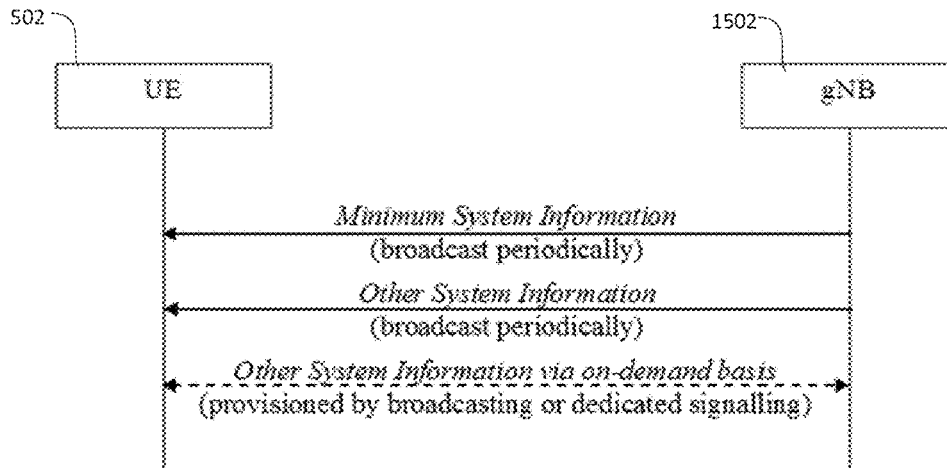 502
1502
UE
gNB
Minimum System Information
(broadcast periodically)
Other System Information
(broadcast periodically)
Other System Information via on-demand basis
(provisioned by broadcasting or dedicated signalling)